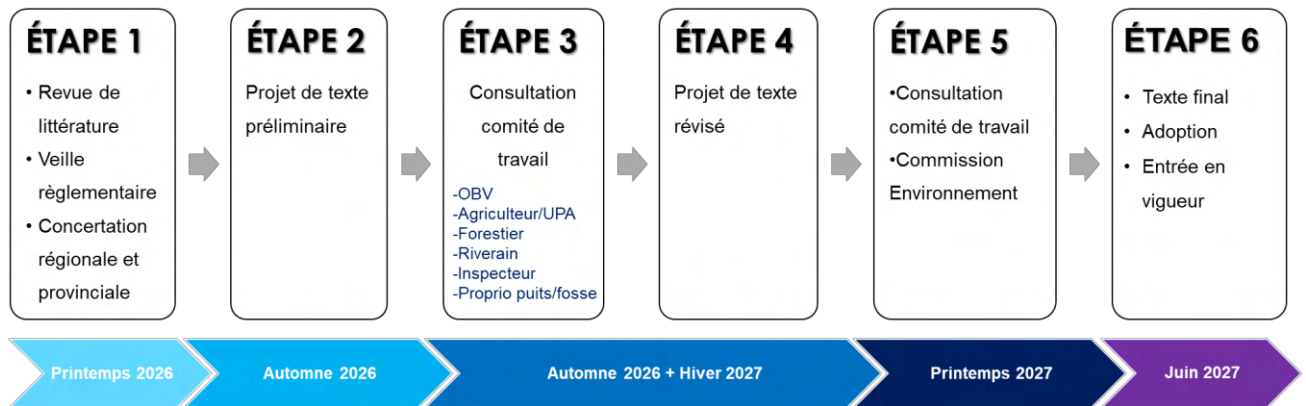 ÉTAPE 1
• Revue de
littérature
• Veille
règlementaire
• Concertation
régionale et
provinciale
ÉTAPE 2
Projet de texte
préliminaire
ÉTAPE 3
Consultation
comité de
travail
-OBV
-Agriculteur/UPA
-Forestier
-Riverain
-Inspecteur
-Proprio puits/fosse
ÉTAPE 4
Projet de texte
révisé
ÉTAPE 5
•Consultation
comité de travail
•Commission
Environnement
ÉTAPE 6
• Texte final
• Adoption
• Entrée en
vigueur
Printemps 2026
Automne 2026
Automne 2026 + Hiver 2027
Printemps 2027
Juin 2027